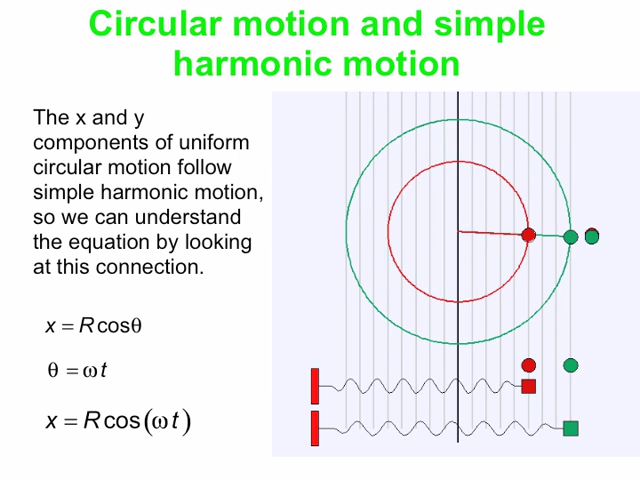 Circular motion and simple
harmonic motion
The x and y
components of uniform
circular motion follow
simple harmonic motion,
so we can understand
the equation by looking
at this connection.
x = R cosθ
θ = ω t
x = R cos(ω t)